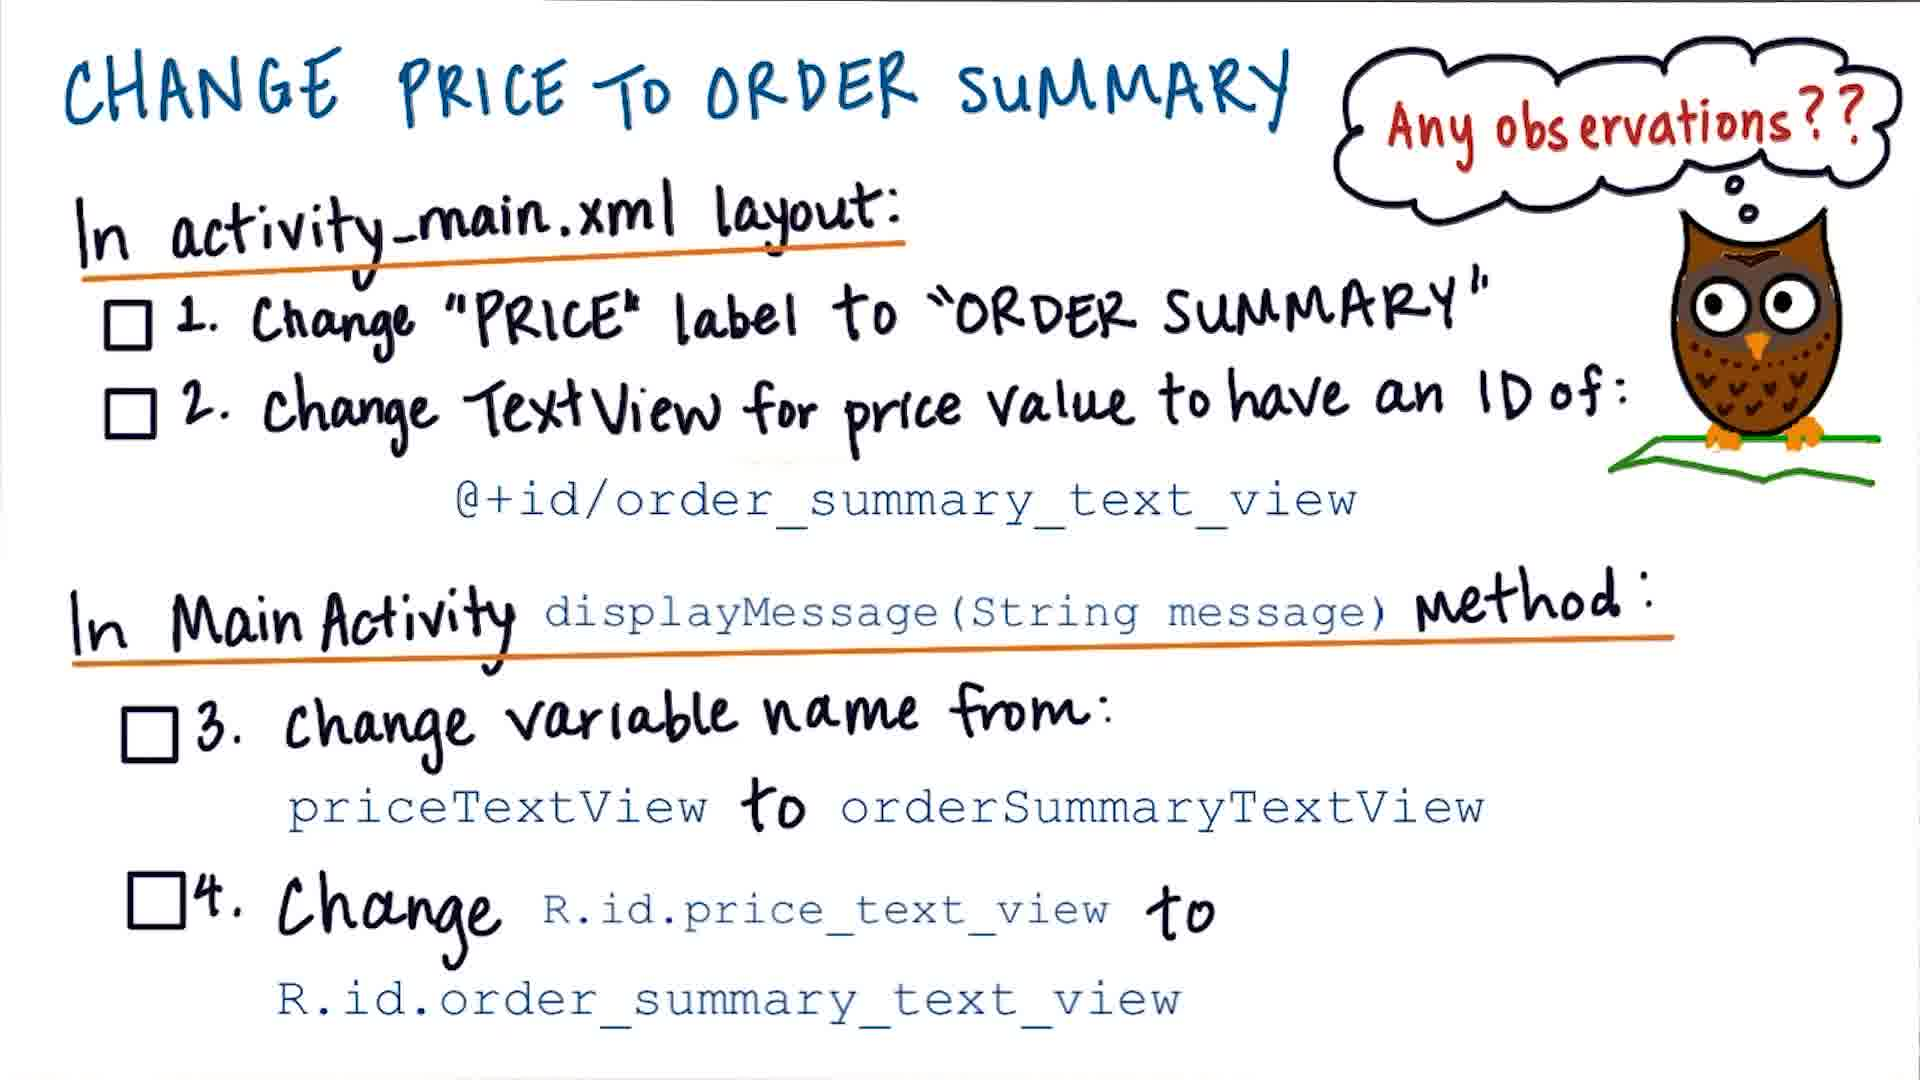 CHANGE PRICE TO ORDER SUMMARY
Any observations??
In activity_main.xml layout:
1. Change "PRICE" label to "ORDER SUMMARY"
2. Change TextView for price value to have an ID of:
@+id/order_summary_text_view
In MainActivity displayMessage(String message) method:
3. Change variable name from:
priceTextView to orderSummaryTextView
4. Change R.id.price_text_view to
R.id.order_summary_text_view